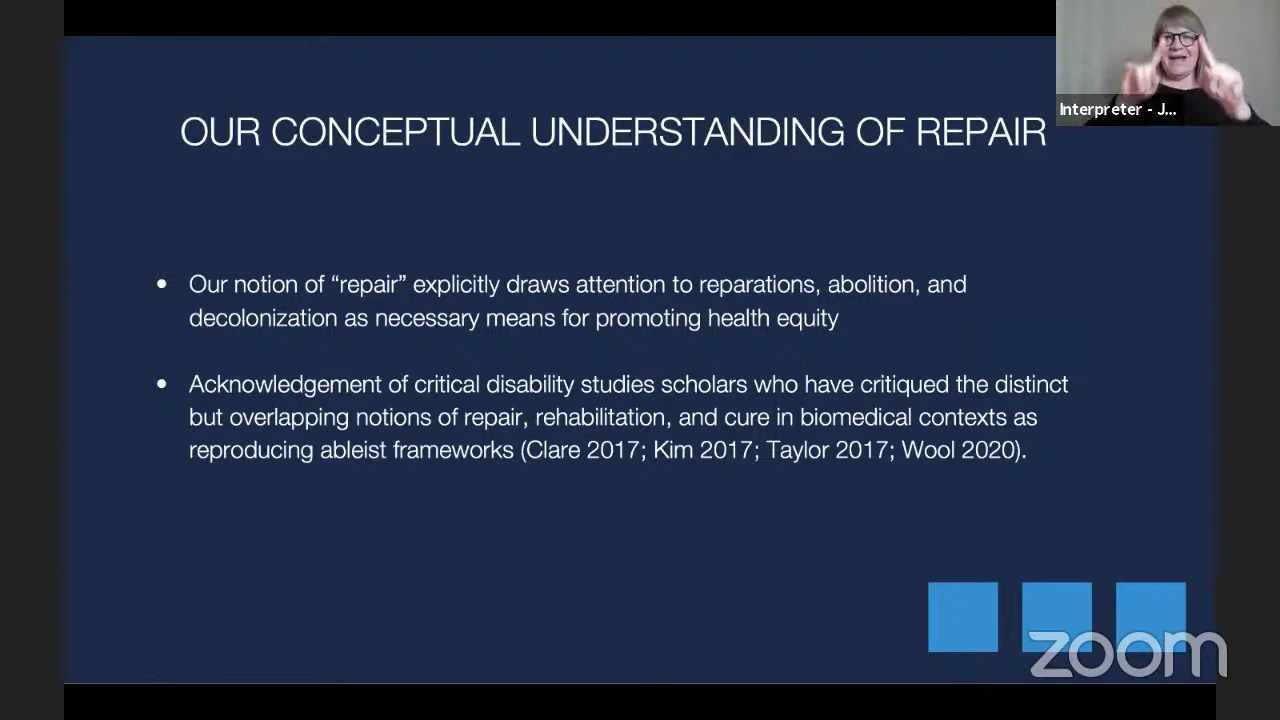 Interpreter - J...
OUR CONCEPTUAL UNDERSTANDING OF REPAIR
• Our notion of “repair” explicitly draws attention to reparations, abolition, and
decolonization as necessary means for promoting health equity
• Acknowledgement of critical disability studies scholars who have critiqued the distinct
but overlapping notions of repair, rehabilitation, and cure in biomedical contexts as
reproducing ableist frameworks (Clare 2017; Kim 2017; Taylor 2017; Wool 2020).
zoom